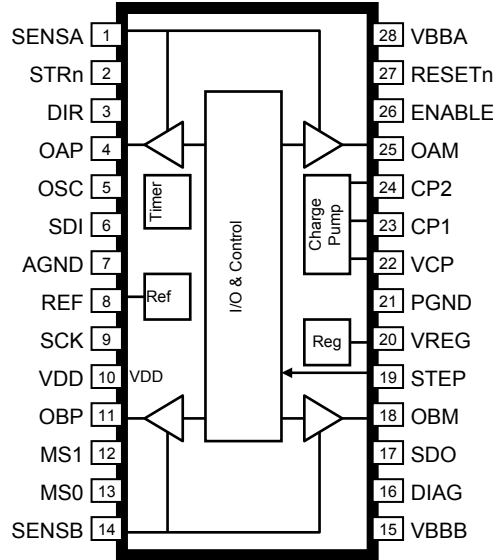 SENSA 1 28 VBBA
STRn 2 27 RESETn
DIR 3 26 ENABLE
OAP 4 25 OAM
OSC 5 Timer 24 CP2
SDI 6 I/O & Control Charge Pump 23 CP1
AGND 7 22 VCP
REF 8 Ref 21 PGND
SCK 9 Reg 20 VREG
VDD 10 VDD 19 STEP
OBP 11 18 OBM
MS1 12 17 SDO
MS0 13 16 DIAG
SENSB 14 15 VBBB